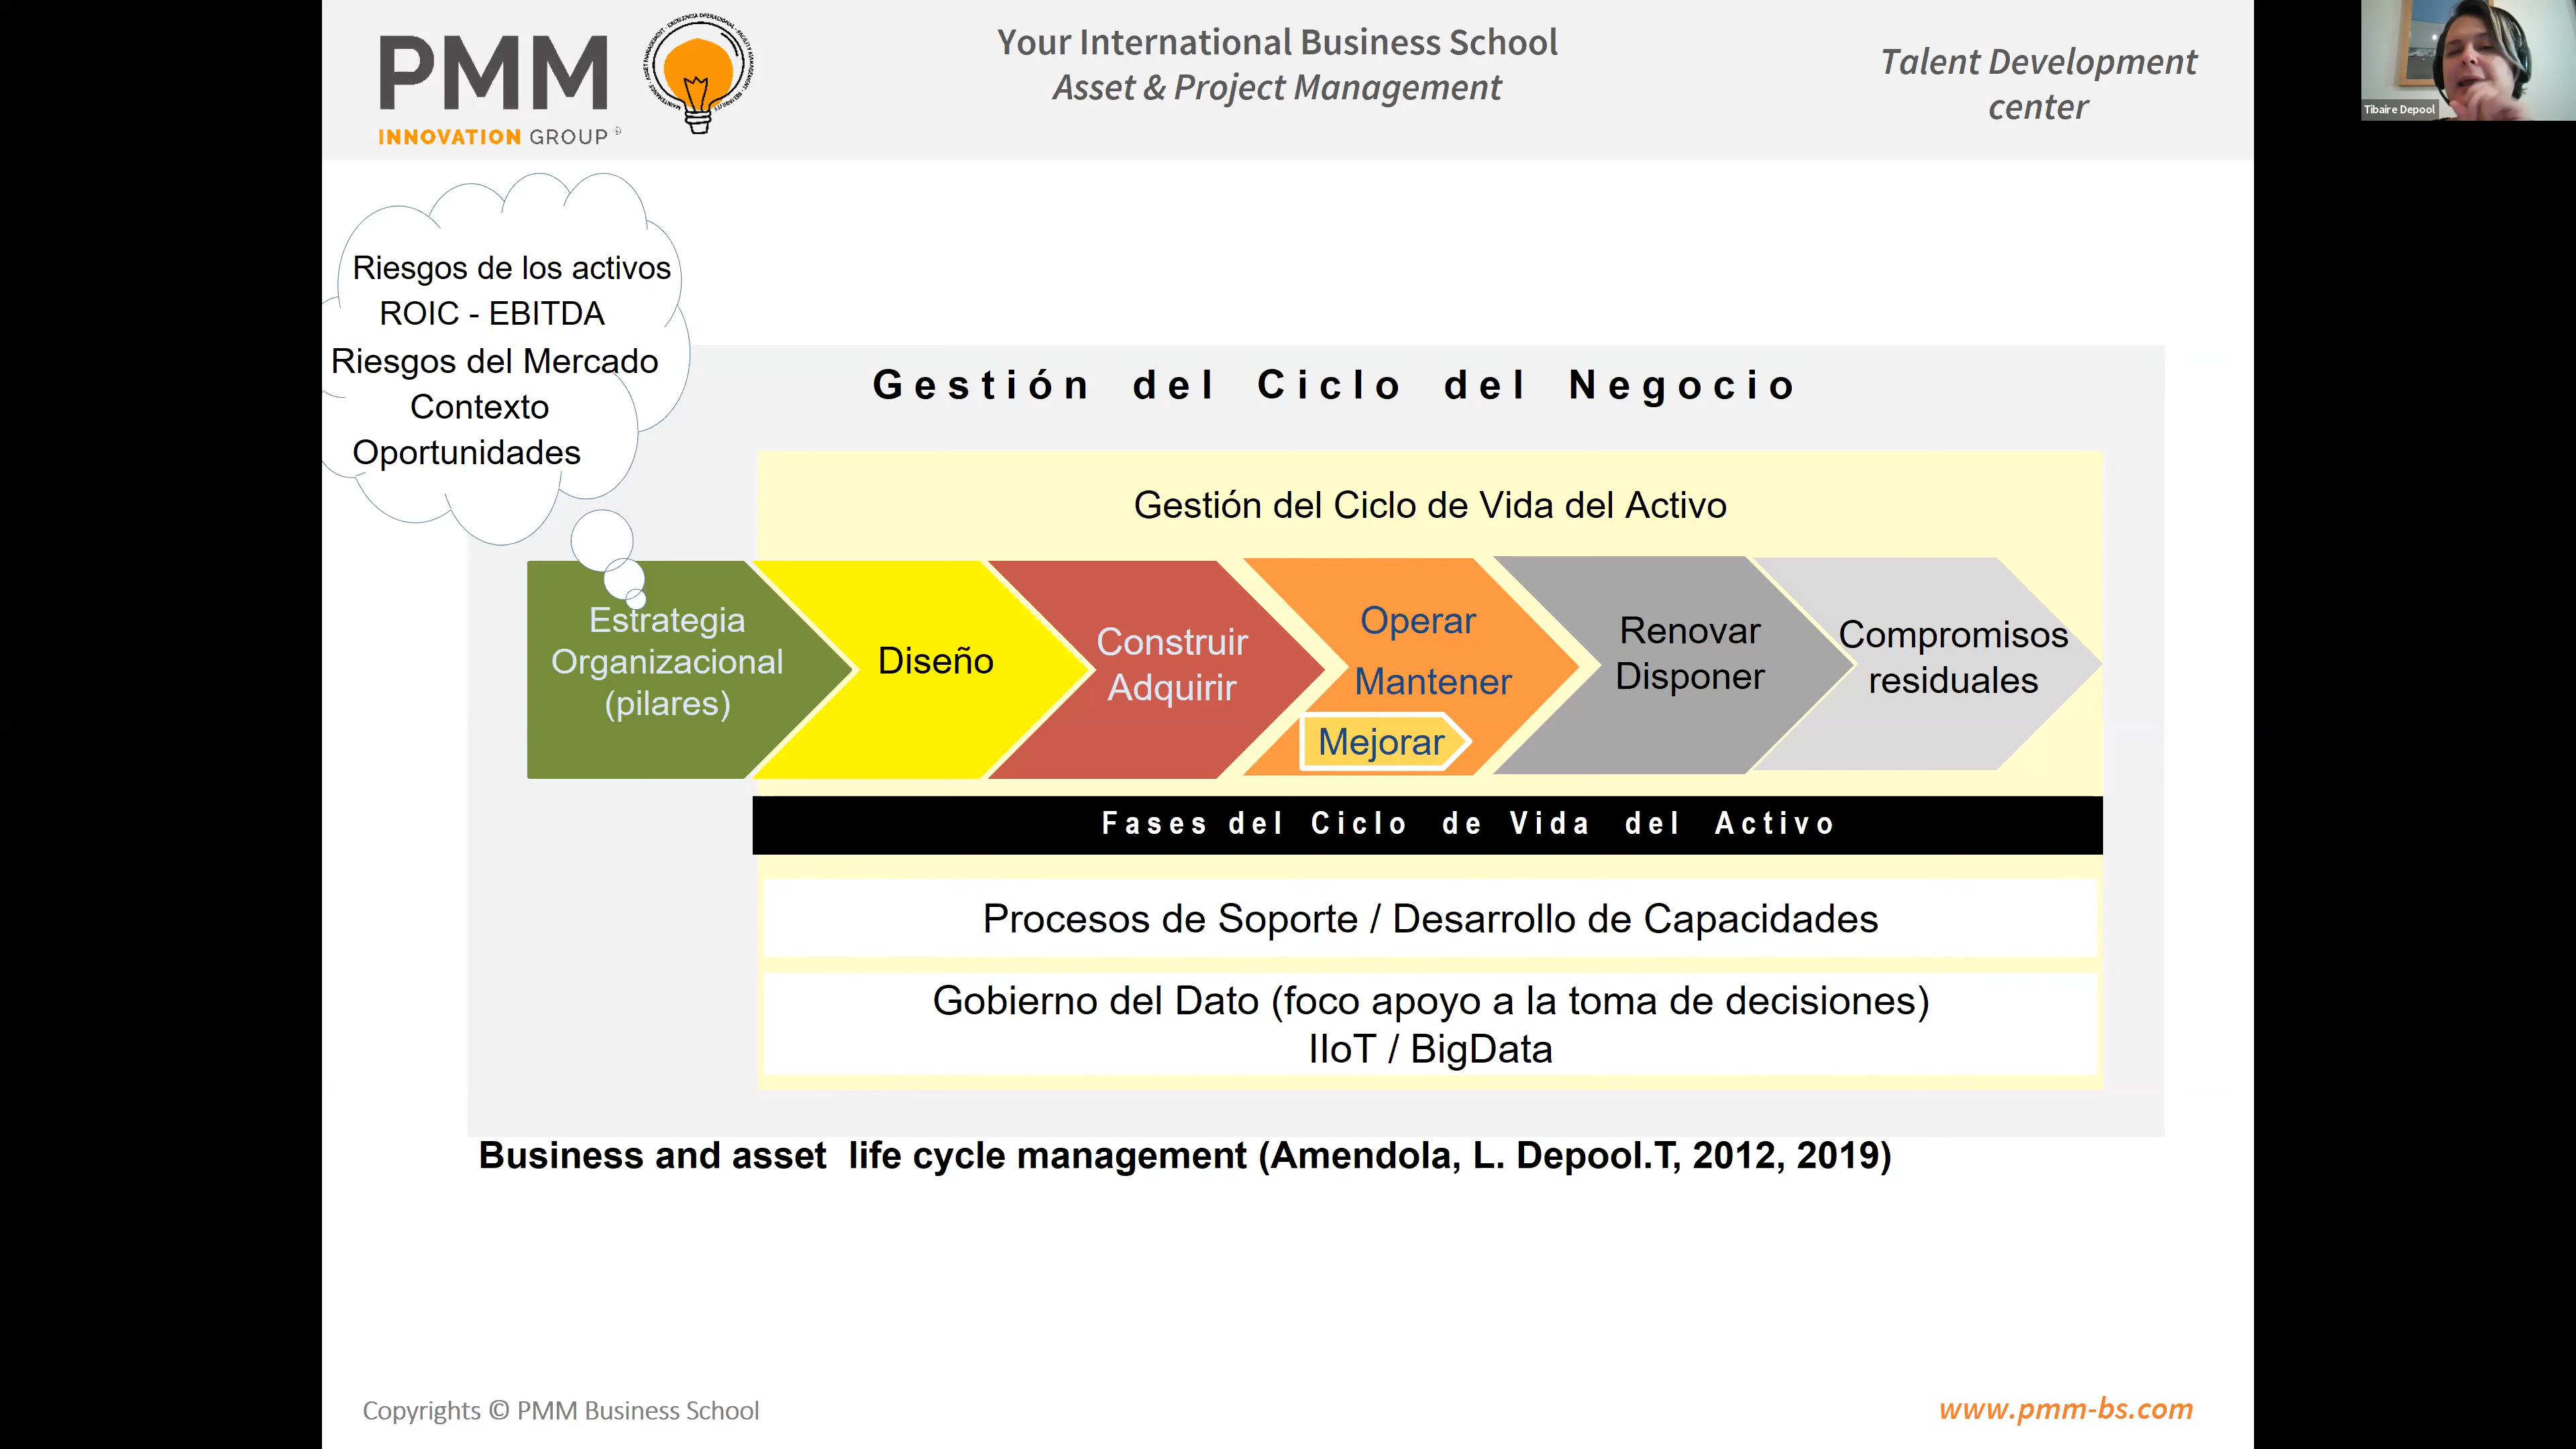 PMM
INNOVATION GROUP
Your International Business School
Asset & Project Management
Talent Development
center
Tibaire Depool
Riesgos de los activos
ROIC - EBITDA
Riesgos del Mercado
Contexto
Oportunidades
Gestión del Ciclo del Negocio
Gestión del Ciclo de Vida del Activo
Estrategia
Organizacional
(pilares)
Diseño
Construir
Adquirir
Operar
Mantener
Mejorar
Renovar
Disponer
Compromisos
residuales
Fases del Ciclo de Vida del Activo
Procesos de Soporte / Desarrollo de Capacidades
Gobierno del Dato (foco apoyo a la toma de decisiones)
IIoT / BigData
Business and asset life cycle management (Amendola, L. Depool.T, 2012, 2019)
Copyrights © PMM Business School
www.pmm-bs.com